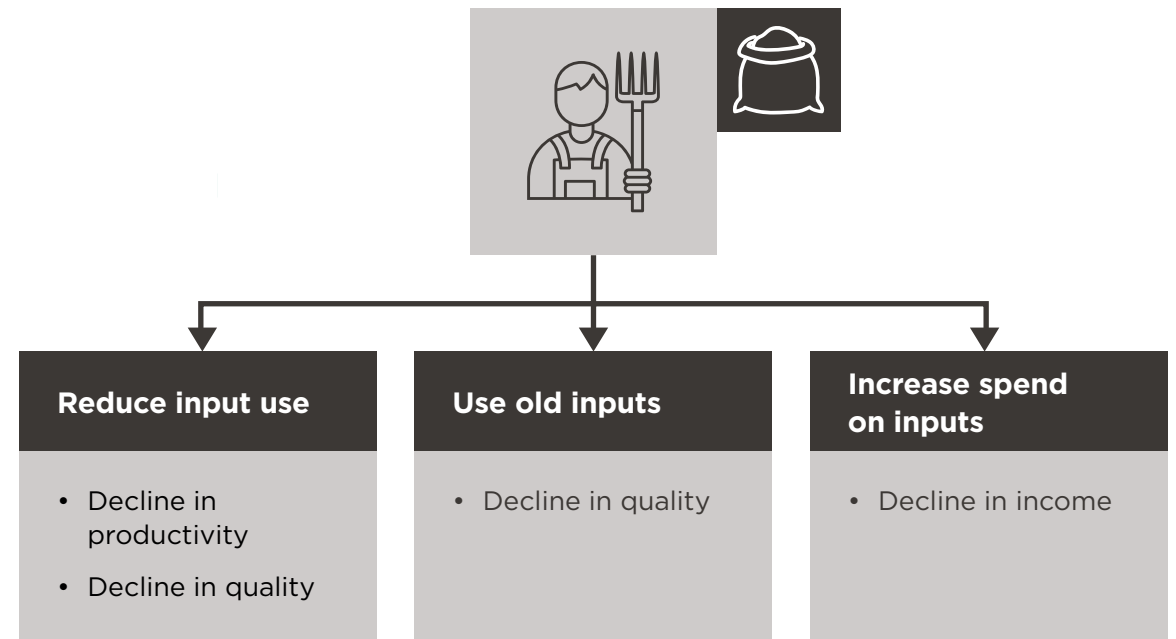 Reduce input use
• Decline in
productivity
• Decline in quality
Use old inputs
• Decline in quality
Increase spend
on inputs
• Decline in income